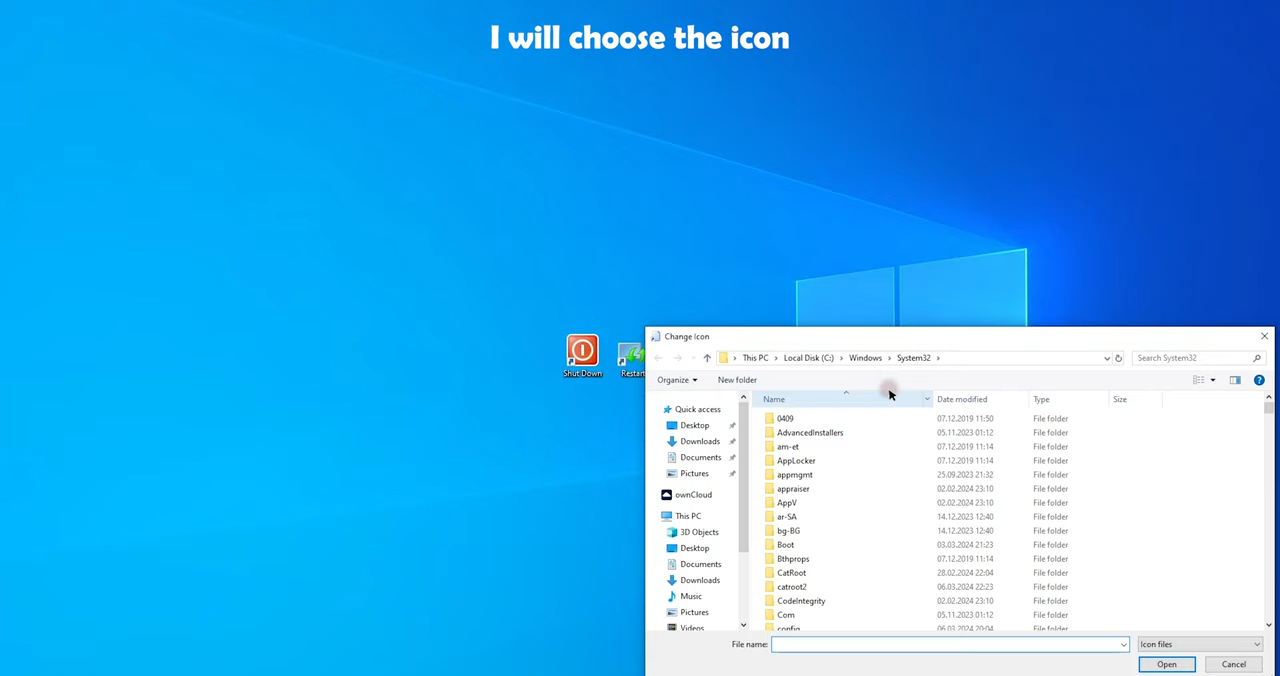 I will choose the icon
Shut Down
Restart
Change Icon
This PC Local Disk (C:) Windows System32
Search System32
Organize New folder
Name Date modified Type Size
Quick access
Desktop
Downloads
Documents
Pictures
ownCloud
This PC
3D Objects
Desktop
Documents
Downloads
Music
Pictures
Videos
0409 07.12.2019 11:50 File folder
AdvancedInstallers 05.11.2023 01:12 File folder
am-et 07.12.2019 11:14 File folder
AppLocker 07.12.2019 11:14 File folder
appmgmt 25.09.2023 21:32 File folder
appraiser 02.02.2024 23:10 File folder
AppV 02.02.2024 23:10 File folder
ar-SA 14.12.2023 12:40 File folder
bg-BG 14.12.2023 12:40 File folder
Boot 03.03.2024 21:23 File folder
Bthprops 07.12.2019 11:14 File folder
CatRoot 28.02.2024 22:04 File folder
catroot2 06.03.2024 22:23 File folder
CodeIntegrity 02.02.2024 23:10 File folder
Com 05.11.2023 01:12 File folder
config 06.03.2024 20:04 File folder
File name: Icon files
Open Cancel